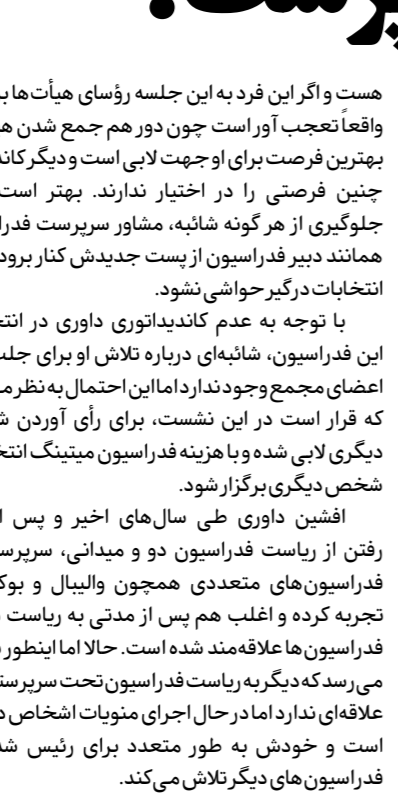 هست و اگر این فرد به این جلسه رؤسای هیأت‌ها
واقعاً تعجب آور است چون دور هم جمع شدن
بهترین فرصت برای او جهت لابی است و دیگر
چنین فرصتی را در اختیار ندارند. بهتر است
جلوگیری از هر گونه شائبه، مشاور سرپرست
همانند دبیر فدراسیون از پست جدیدش کنار برود
انتخابات درگیر حواشی نشود.
با توجه به عدم کاندیداتوری داوری در
این فدراسیون، شائبه‌ای درباره تلاش او برای
اعضای مجمع وجود ندارد اما این احتمال به نظر
که قرار است در این نشست، برای رأی آوردن
دیگری لابی شده و با هزینه فدراسیون میتینگ
شخص دیگری برگزار شود.
افشین داوری طی سال‌های اخیر و پس
رفتن از ریاست فدراسیون دو و میدانی،
فدراسیون‌های متعددی همچون والیبال و
تجربه کرده و اغلب هم پس از مدتی به ریاست
فدراسیون‌ها علاقه‌مند شده است. حالا اما اینطور
می‌رسد که دیگر به ریاست فدراسیون تحت
علاقه‌ای ندارد اما در حال اجرای منویات اشخاص
است و خودش به طور متعدد برای رئیس
فدراسیون‌های دیگر تلاش می‌کند.